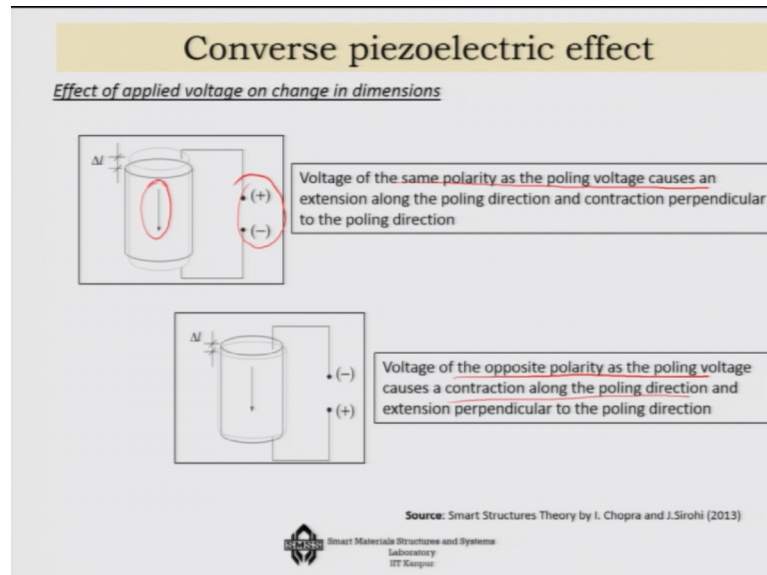 Converse piezoelectric effect
Effect of applied voltage on change in dimensions
Δl
(+)
(−)
Voltage of the same polarity as the poling voltage causes an
extension along the poling direction and contraction perpendicular
to the poling direction
Δl
(−)
(+)
Voltage of the opposite polarity as the poling voltage
causes a contraction along the poling direction and
extension perpendicular to the poling direction
Source: Smart Structures Theory by I. Chopra and J.Sirohi (2013)
SMSS
Smart Materials Structures and Systems
Laboratory
IIT Kanpur